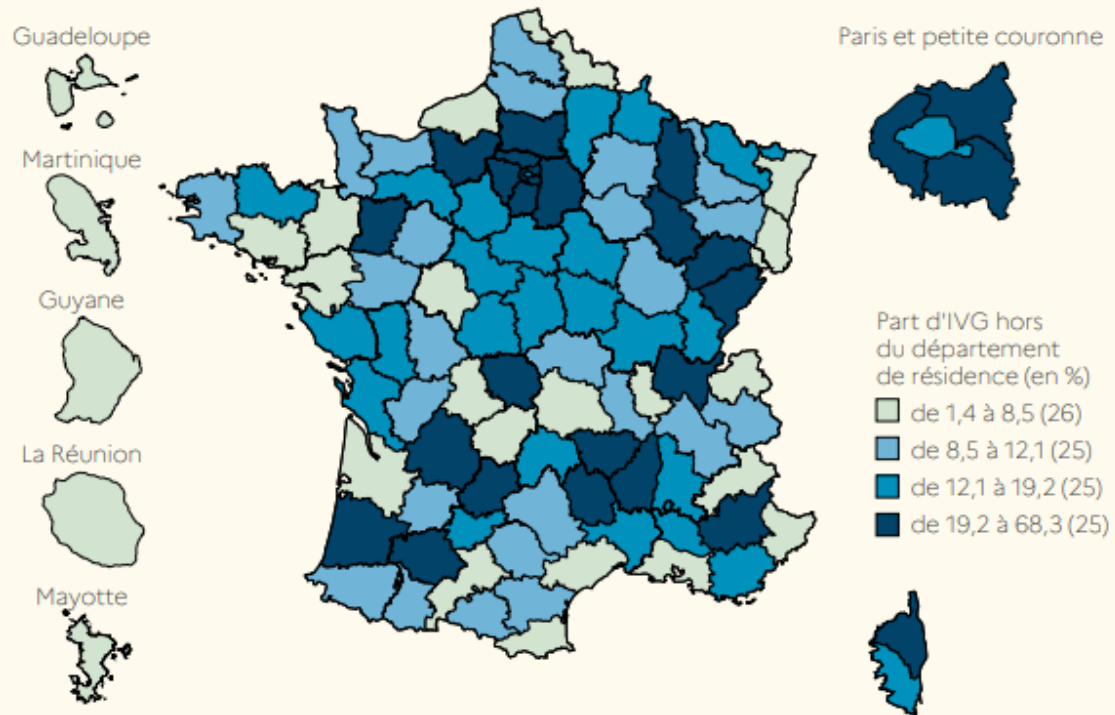 Guadeloupe
Martinique
Guyane
La Réunion
Mayotte
Paris et petite couronne
Part d'IVG hors
du département
de résidence (en %)
de 1,4 à 8,5 (26)
de 8,5 à 12,1 (25)
de 12,1 à 19,2 (25)
de 19,2 à 68,3 (25)